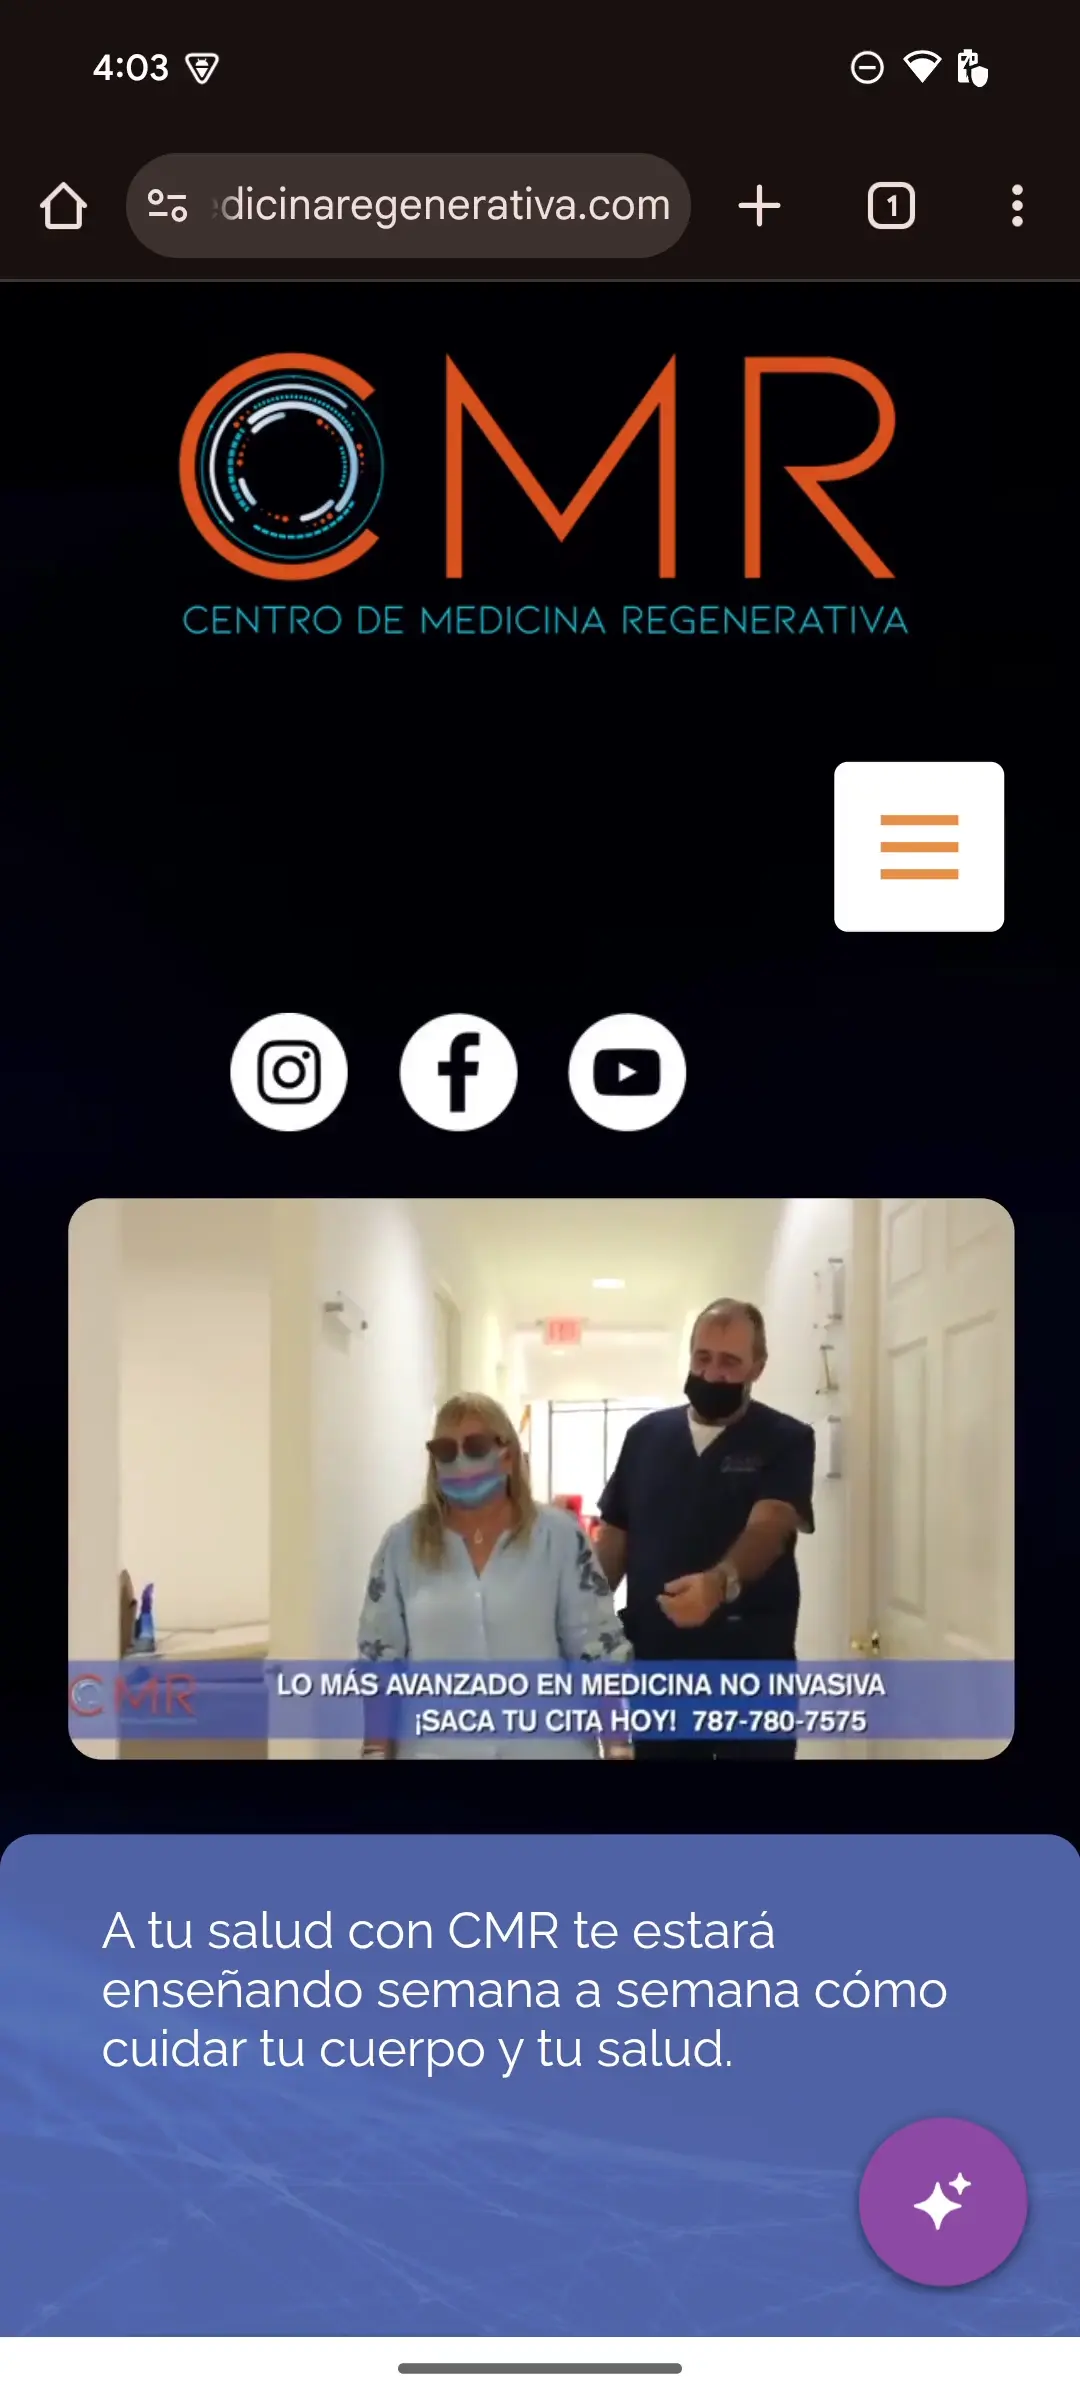 4:03
dicinaregenerativa.com
1
CMR
CENTRO DE MEDICINA REGENERATIVA
EXIT
CMR
LO MÁS AVANZADO EN MEDICINA NO INVASIVA
¡SACA TU CITA HOY! 787-780-7575
A tu salud con CMR te estará
enseñando semana a semana cómo
cuidar tu cuerpo y tu salud.